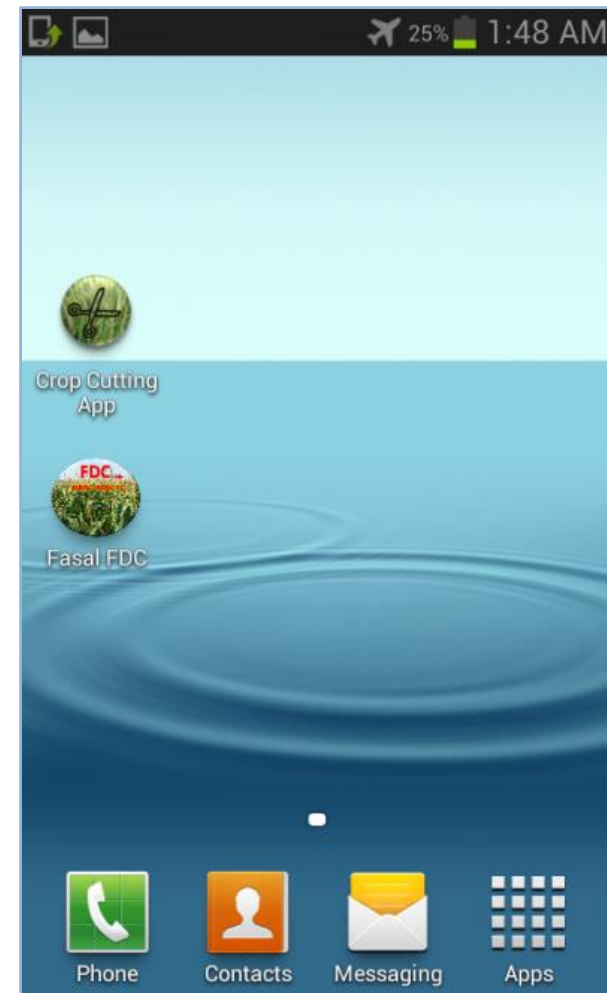 25% 1:48 AM
Crop Cutting
App
FDC
Fasal FDC
Phone Contacts Messaging Apps